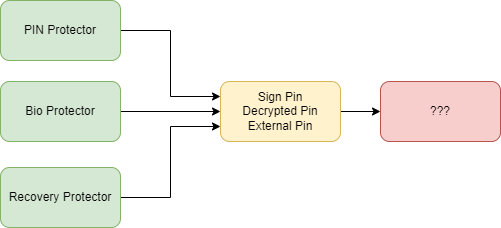 PIN Protector
Bio Protector
Recovery Protector
Sign Pin
Decrypted Pin
External Pin
???